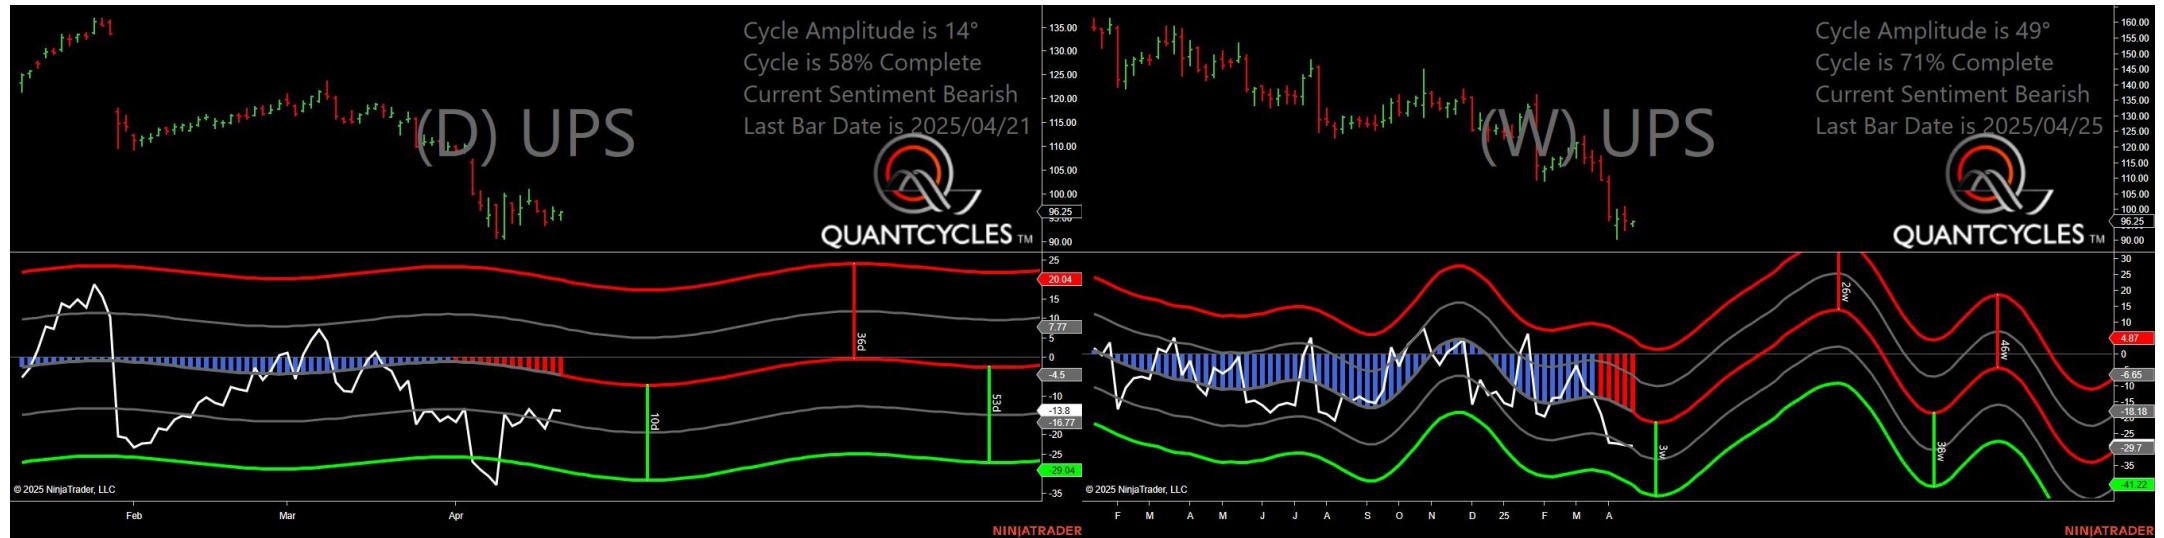 Cycle Amplitude is 14°
Cycle is 58% Complete
Current Sentiment Bearish
Last Bar Date is 2025/04/21
(D) UPS
QUANTCYCLES TM
135.00
130.00
125.00
120.00
115.00
110.00
105.00
100.00
96.25
90.00
25
20.04
15
10
7.77
5
0
-4.5
-10
-13.8
-16.77
-20
-25
-29.04
-35
10d
36d
53d
© 2025 NinjaTrader, LLC
Feb
Mar
Apr
NINJATRADER
Cycle Amplitude is 49°
Cycle is 71% Complete
Current Sentiment Bearish
Last Bar Date is 2025/04/25
(W) UPS
QUANTCYCLES TM
160.00
155.00
150.00
145.00
140.00
135.00
130.00
125.00
120.00
115.00
110.00
105.00
100.00
96.25
90.00
30
25
20
15
10
4.87
0
-6.65
-10
-15
-18.18
-25
-29.7
-35
-41.22
3w
26w
38w
46w
© 2025 NinjaTrader, LLC
F
M
A
M
J
J
A
S
O
N
D
25
F
M
A
NINJATRADER